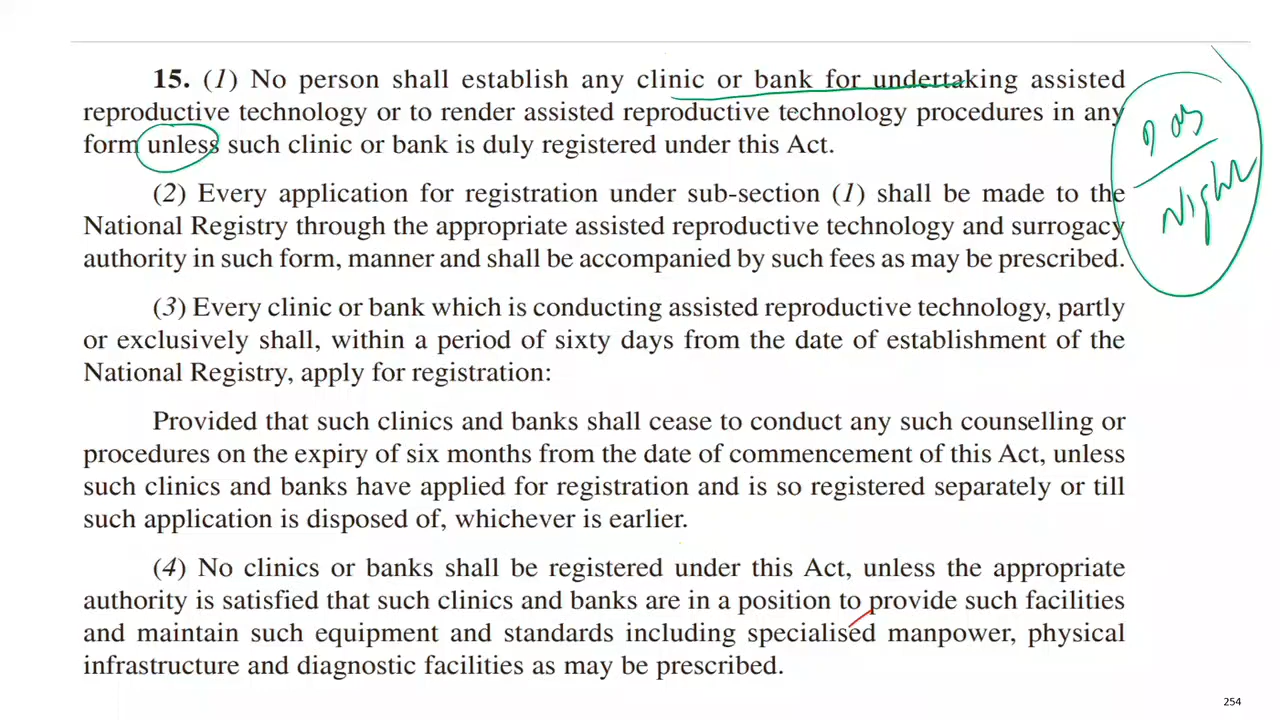 15. (1) No person shall establish any clinic or bank for undertaking assisted
reproductive technology or to render assisted reproductive technology procedures in any
form unless such clinic or bank is duly registered under this Act.
(2) Every application for registration under sub-section (1) shall be made to the
National Registry through the appropriate assisted reproductive technology and surrogacy
authority in such form, manner and shall be accompanied by such fees as may be prescribed.
(3) Every clinic or bank which is conducting assisted reproductive technology, partly
or exclusively shall, within a period of sixty days from the date of establishment of the
National Registry, apply for registration:
Provided that such clinics and banks shall cease to conduct any such counselling or
procedures on the expiry of six months from the date of commencement of this Act, unless
such clinics and banks have applied for registration and is so registered separately or till
such application is disposed of, whichever is earlier.
(4) No clinics or banks shall be registered under this Act, unless the appropriate
authority is satisfied that such clinics and banks are in a position to provide such facilities
and maintain such equipment and standards including specialised manpower, physical
infrastructure and diagnostic facilities as may be prescribed.
Night
254